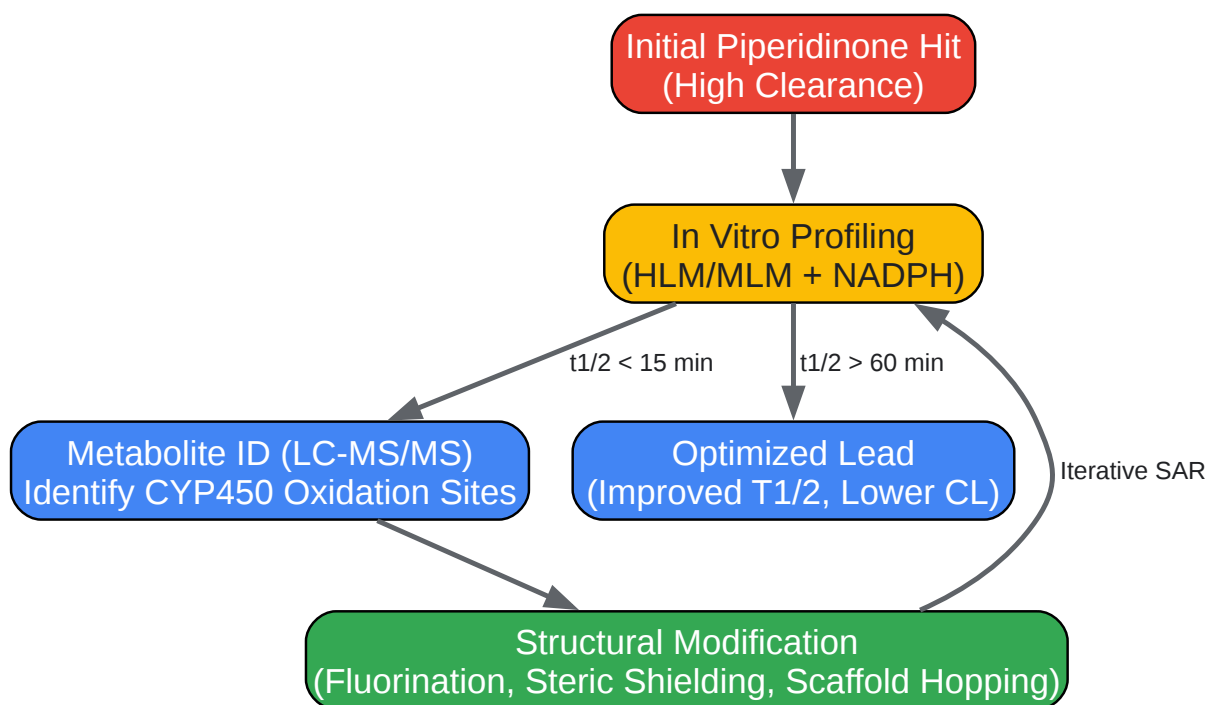 Initial Piperidinone Hit
(High Clearance)
In Vitro Profiling
(HLM/MLM + NADPH)
t1/2 < 15 min
t1/2 > 60 min
Metabolite ID (LC-MS/MS)
Identify CYP450 Oxidation Sites
Optimized Lead
(Improved T1/2, Lower CL)
Iterative SAR
Structural Modification
(Fluorination, Steric Shielding, Scaffold Hopping)